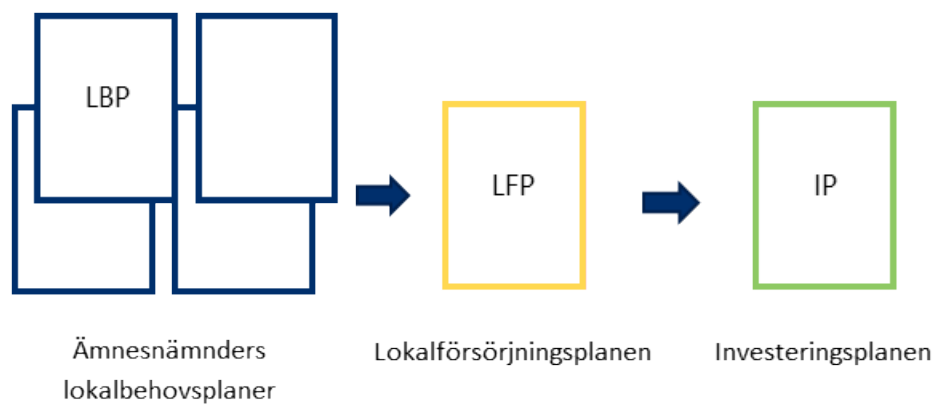 LBP
LFP
IP
Ämnesnämnders
lokalbehovsplaner
Lokalförsörjningsplanen
Investeringsplanen